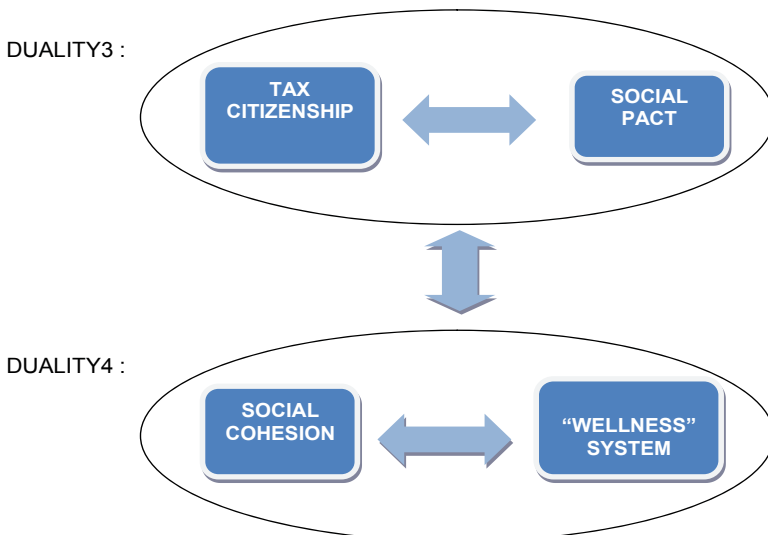 DUALITY3 :
TAX
CITIZENSHIP
SOCIAL
PACT
DUALITY4 :
SOCIAL
COHESION
“WELLNESS”
SYSTEM